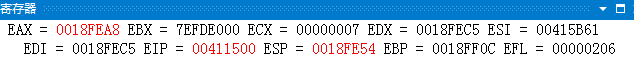 寄存器
EAX = 0018FEA8 EBX = 7EFDE000 ECX = 00000007 EDX = 0018FEC5 ESI = 00415B61
EDI = 0018FEC5 EIP = 00411500 ESP = 0018FE54 EBP = 0018FF0C EFL = 00000206